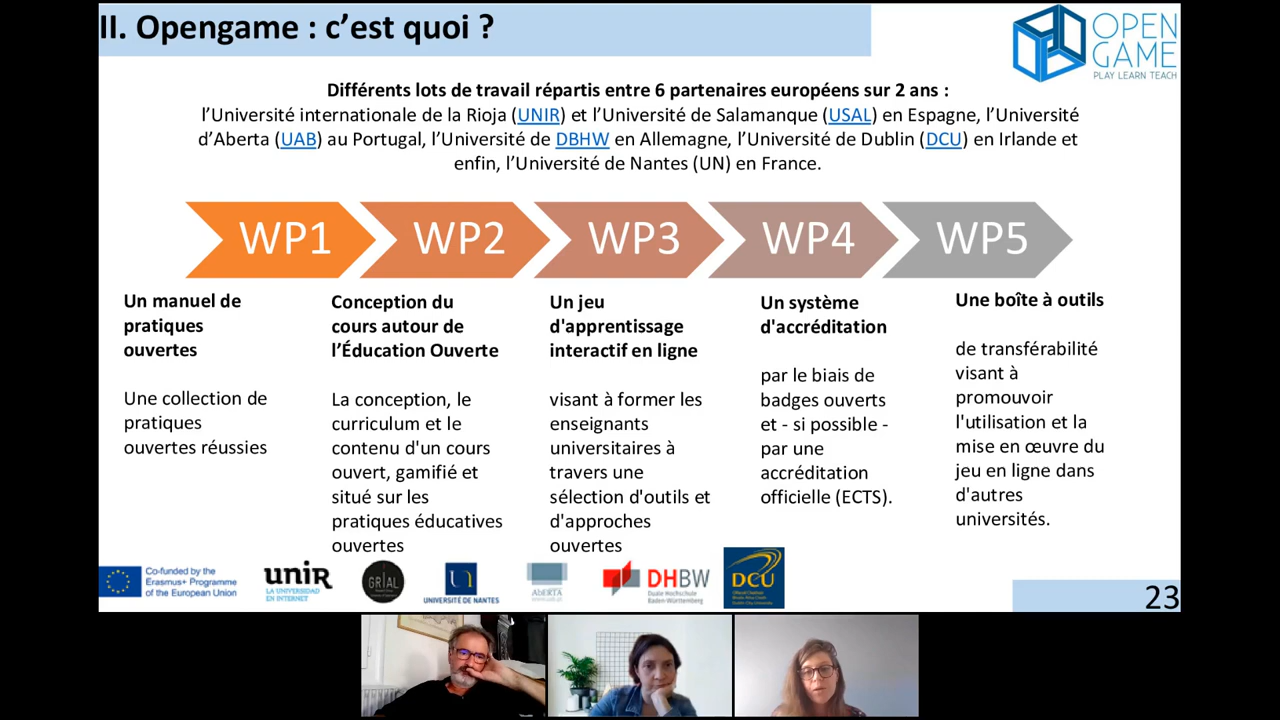 II. Opengame : c’est quoi ?
OPEN
GAME
PLAY LEARN TEACH
Différents lots de travail répartis entre 6 partenaires européens sur 2 ans :
l’Université internationale de la Rioja (UNIR) et l’Université de Salamanque (USAL) en Espagne, l’Université
d’Aberta (UAB) au Portugal, l’Université de DBHW en Allemagne, l’Université de Dublin (DCU) en Irlande et
enfin, l’Université de Nantes (UN) en France.
WP1
WP2
WP3
WP4
WP5
Un manuel de
pratiques
ouvertes
Une collection de
pratiques
ouvertes réussies
Conception du
cours autour de
l’Éducation Ouverte
La conception, le
curriculum et le
contenu d'un cours
ouvert, gamifié et
situé sur les
pratiques éducatives
ouvertes
Un jeu
d'apprentissage
interactif en ligne
visant à former les
enseignants
universitaires à
travers une
sélection d'outils et
d'approches
ouvertes
Un système
d'accréditation
par le biais de
badges ouverts
et - si possible -
par une
accréditation
officielle (ECTS).
Une boîte à outils
de transférabilité
visant à
promouvoir
l'utilisation et la
mise en œuvre du
jeu en ligne dans
d'autres
universités.
Co-funded by the
Erasmus+ Programme
of the European Union
unir
LA UNIVERSIDAD
EN INTERNET
GRIAL
UNIVERSITÉ DE NANTES
AbERTA
DHBW
Duale Hochschule
Baden-Württemberg
DCU
23